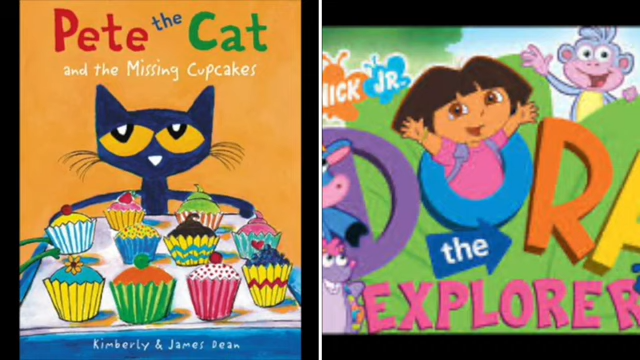 Pete the Cat
and the Missing Cupcakes
Kimberly & James Dean
NICK JR.
DORA
the
EXPLORER